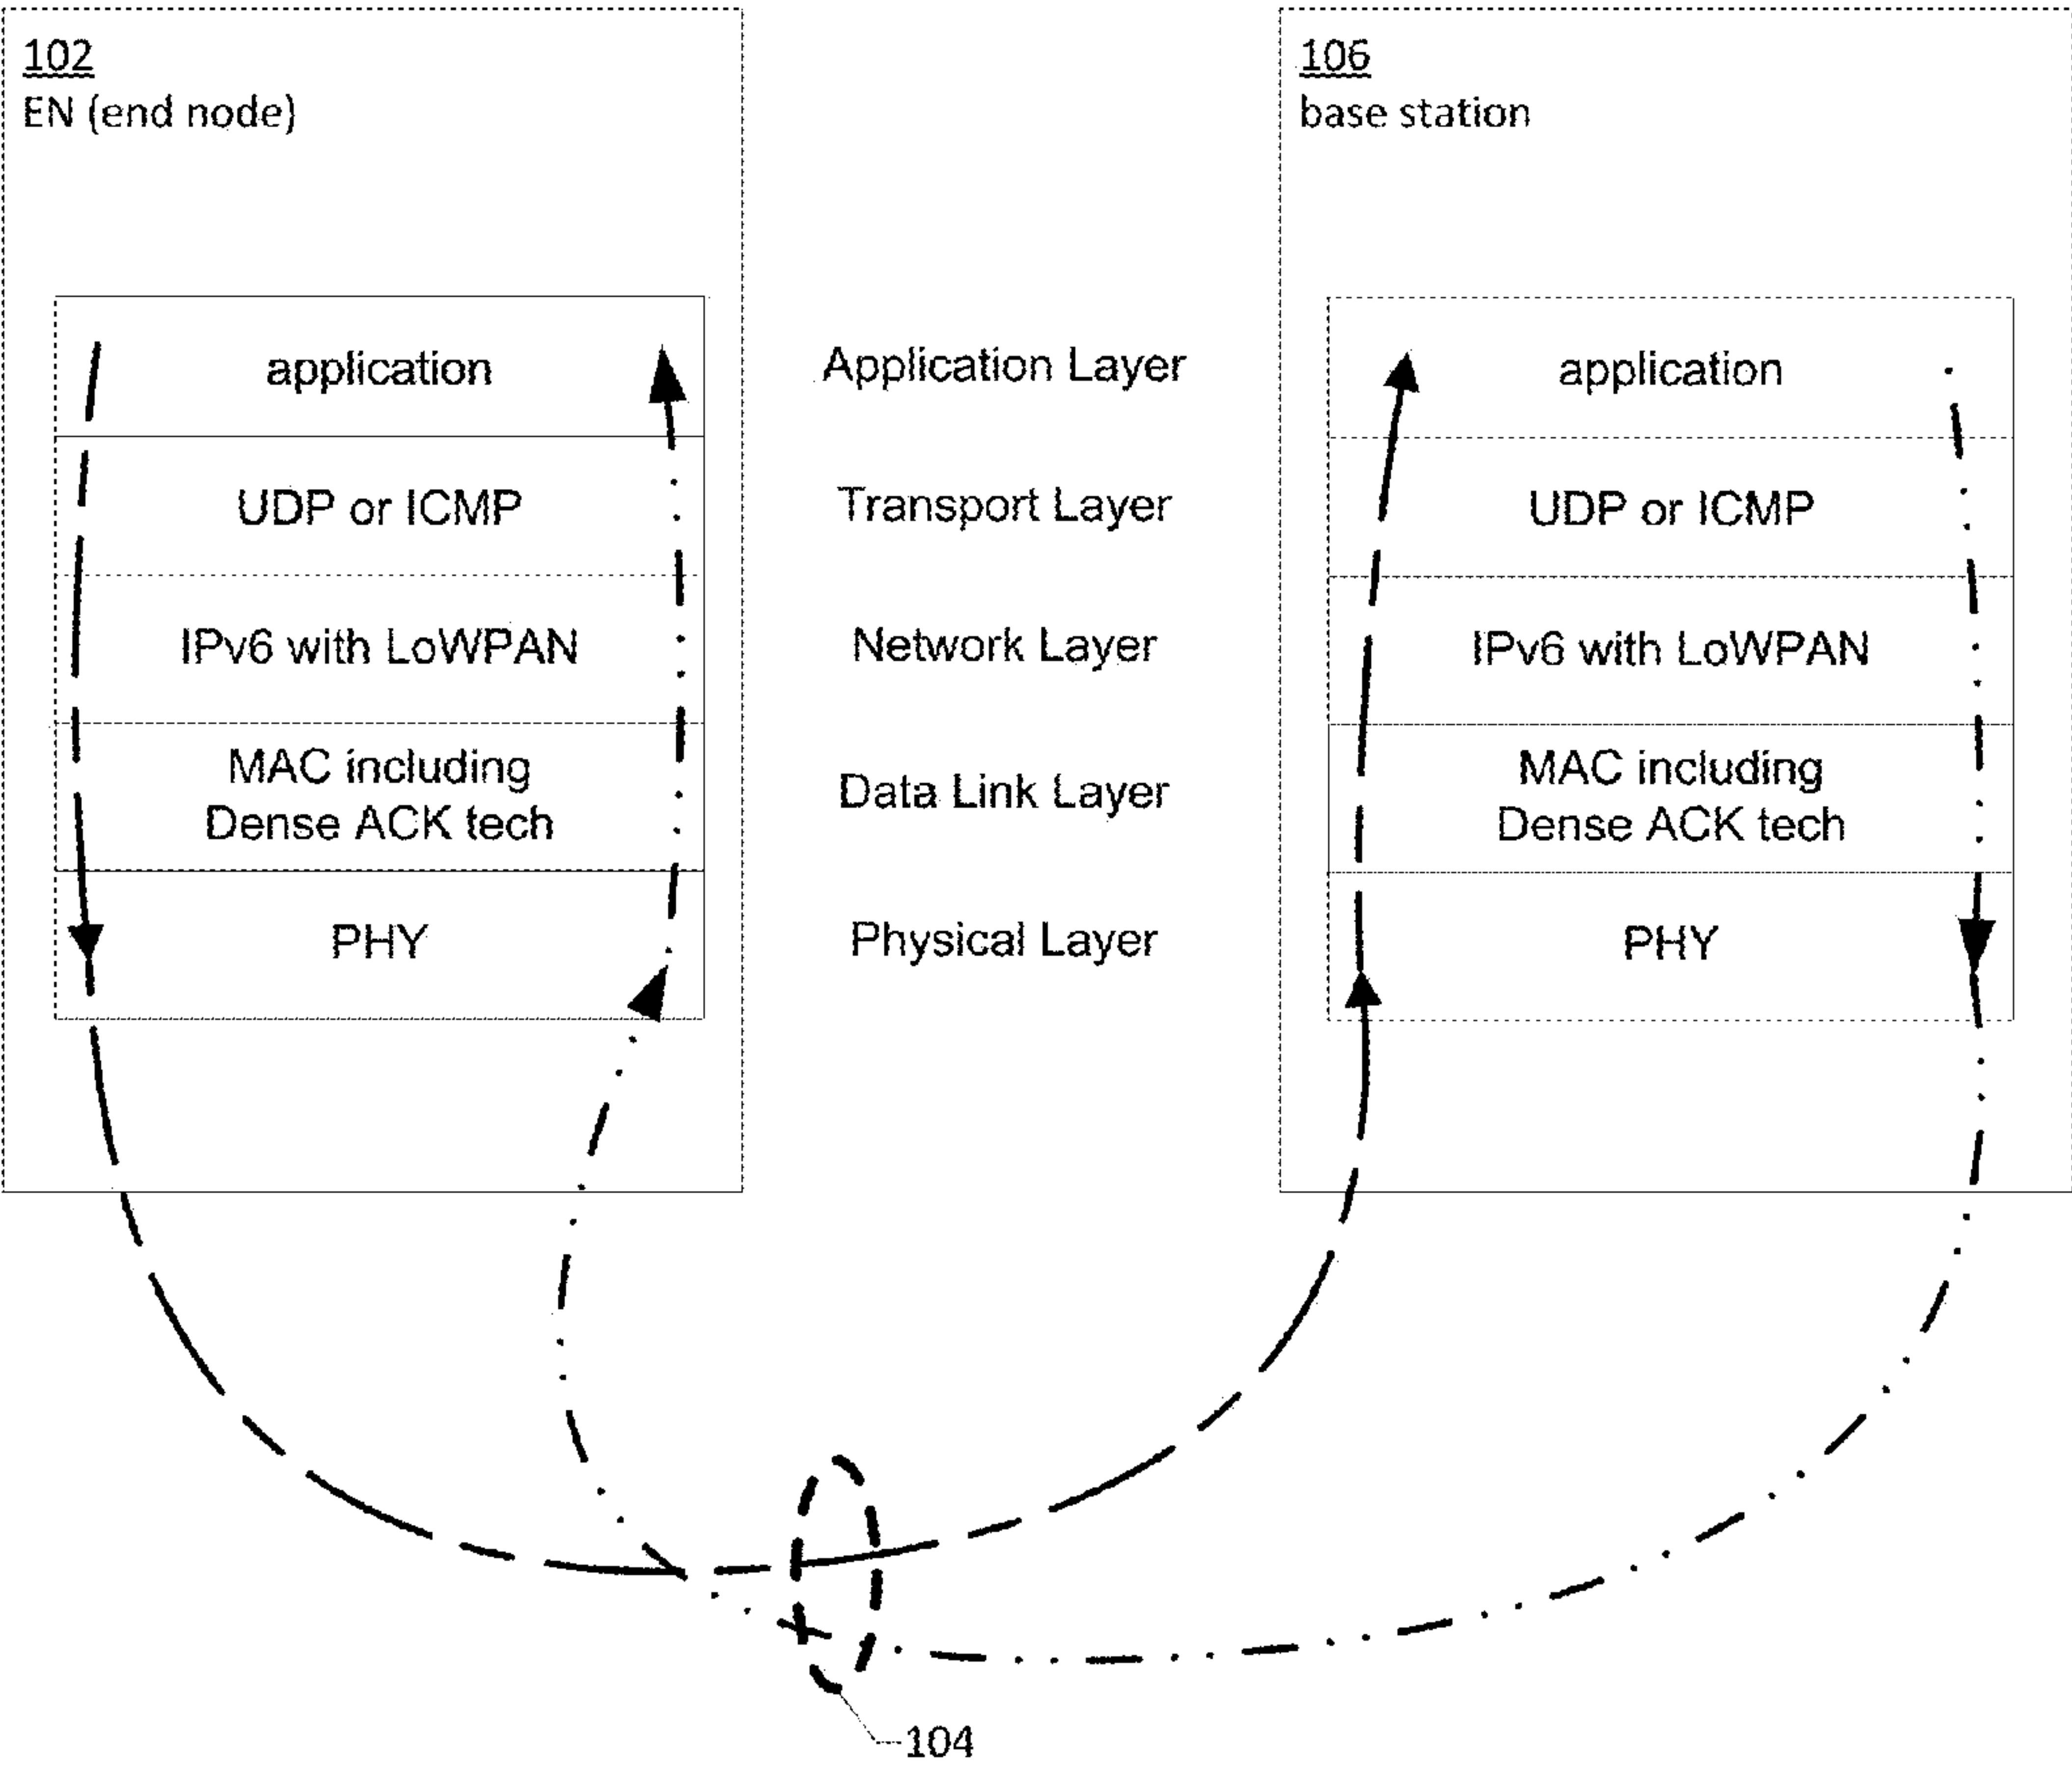 102
EN (end node)
106
base station
application
Application Layer
application
UDP or ICMP
Transport Layer
UDP or ICMP
IPv6 with LoWPAN
Network Layer
IPv6 with LoWPAN
MAC including
Dense ACK tech
Data Link Layer
MAC including
Dense ACK tech
PHY
Physical Layer
PHY
104